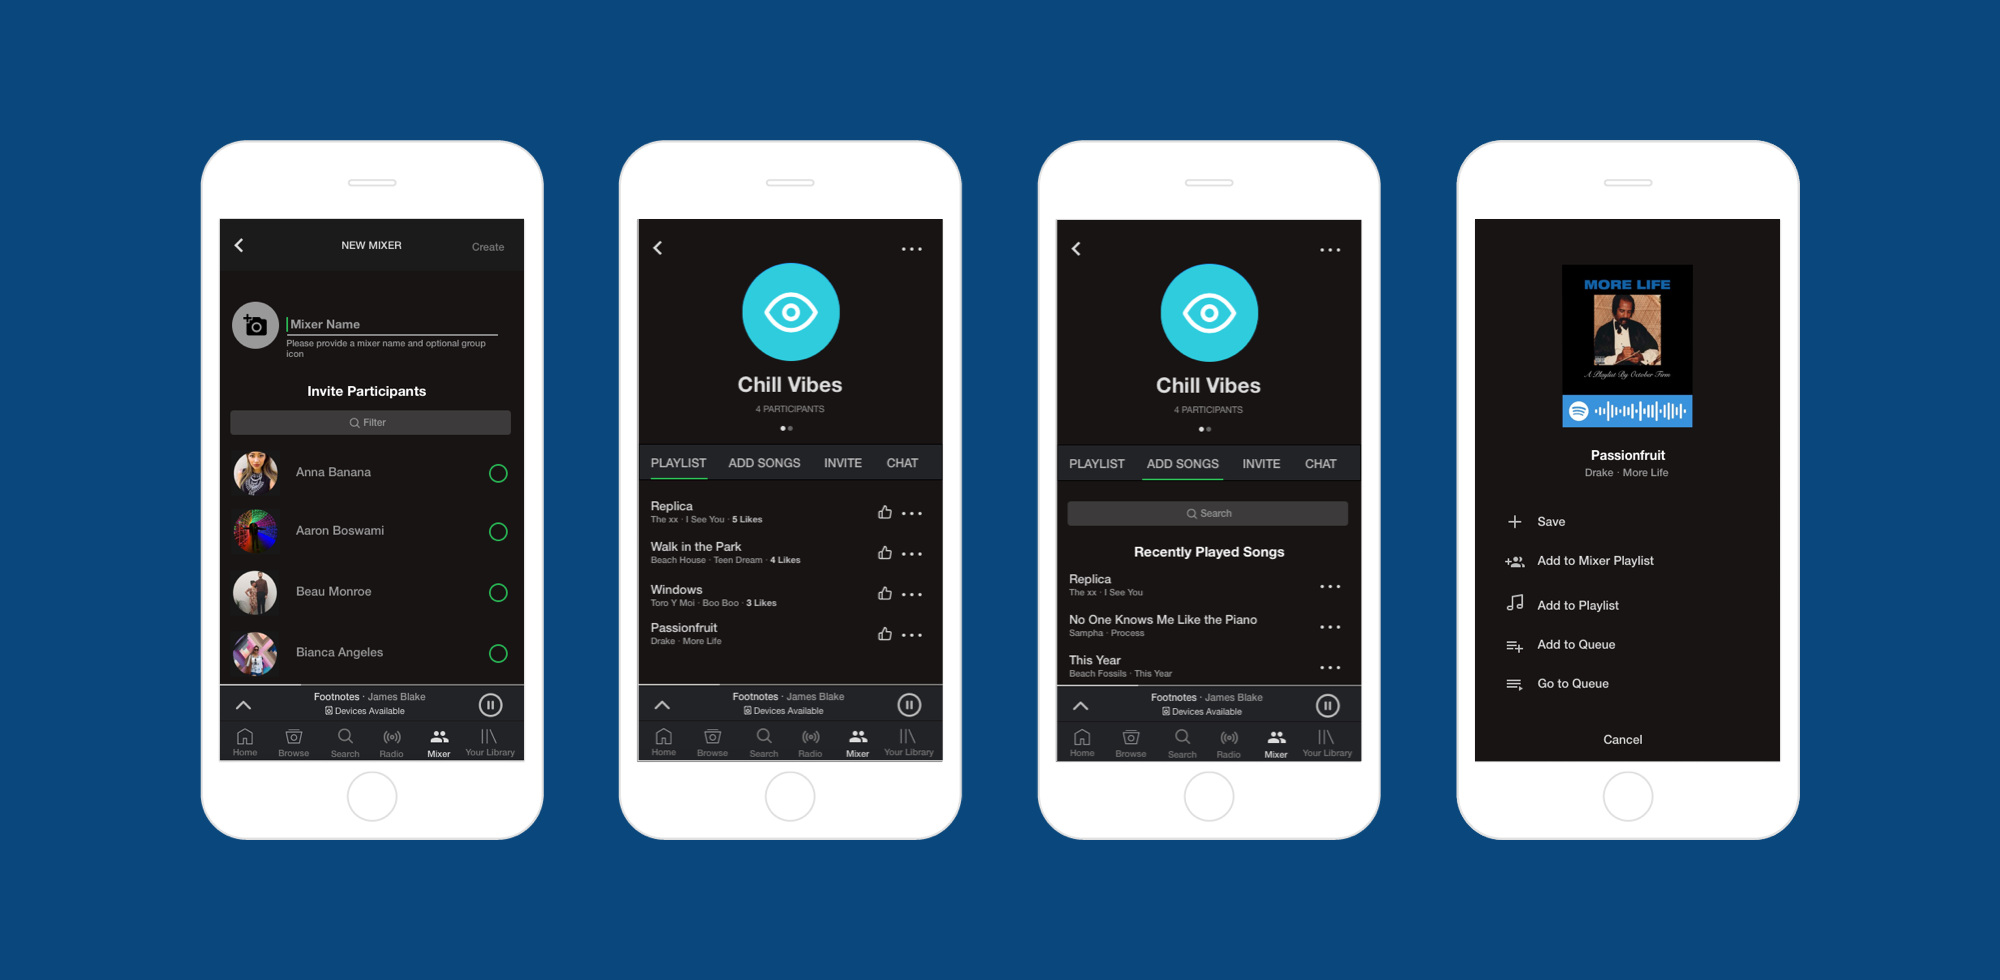 NEW MIXER
Create
Mixer Name
Please provide a mixer name and optional group
icon
Invite Participants
Filter
Anna Banana
Aaron Boswami
Beau Monroe
Bianca Angeles
Footnotes · James Blake
Devices Available
Home Browse Search Radio Mixer Your Library
Chill Vibes
4 PARTICIPANTS
PLAYLIST ADD SONGS INVITE CHAT
Replica
The xx · I See You · 5 Likes
Walk in the Park
Beach House · Teen Dream · 4 Likes
Windows
Toro Y Moi · Boo Boo · 3 Likes
Passionfruit
Drake · More Life
Footnotes · James Blake
Devices Available
Home Browse Search Radio Mixer Your Library
Chill Vibes
4 PARTICIPANTS
PLAYLIST ADD SONGS INVITE CHAT
Search
Recently Played Songs
Replica
The xx · I See You
No One Knows Me Like the Piano
Sampha · Process
This Year
Beach Fossils · This Year
Footnotes · James Blake
Devices Available
Home Browse Search Radio Mixer Your Library
MORE LIFE
A Playlist By October Firm
Passionfruit
Drake · More Life
Save
Add to Mixer Playlist
Add to Playlist
Add to Queue
Go to Queue
Cancel